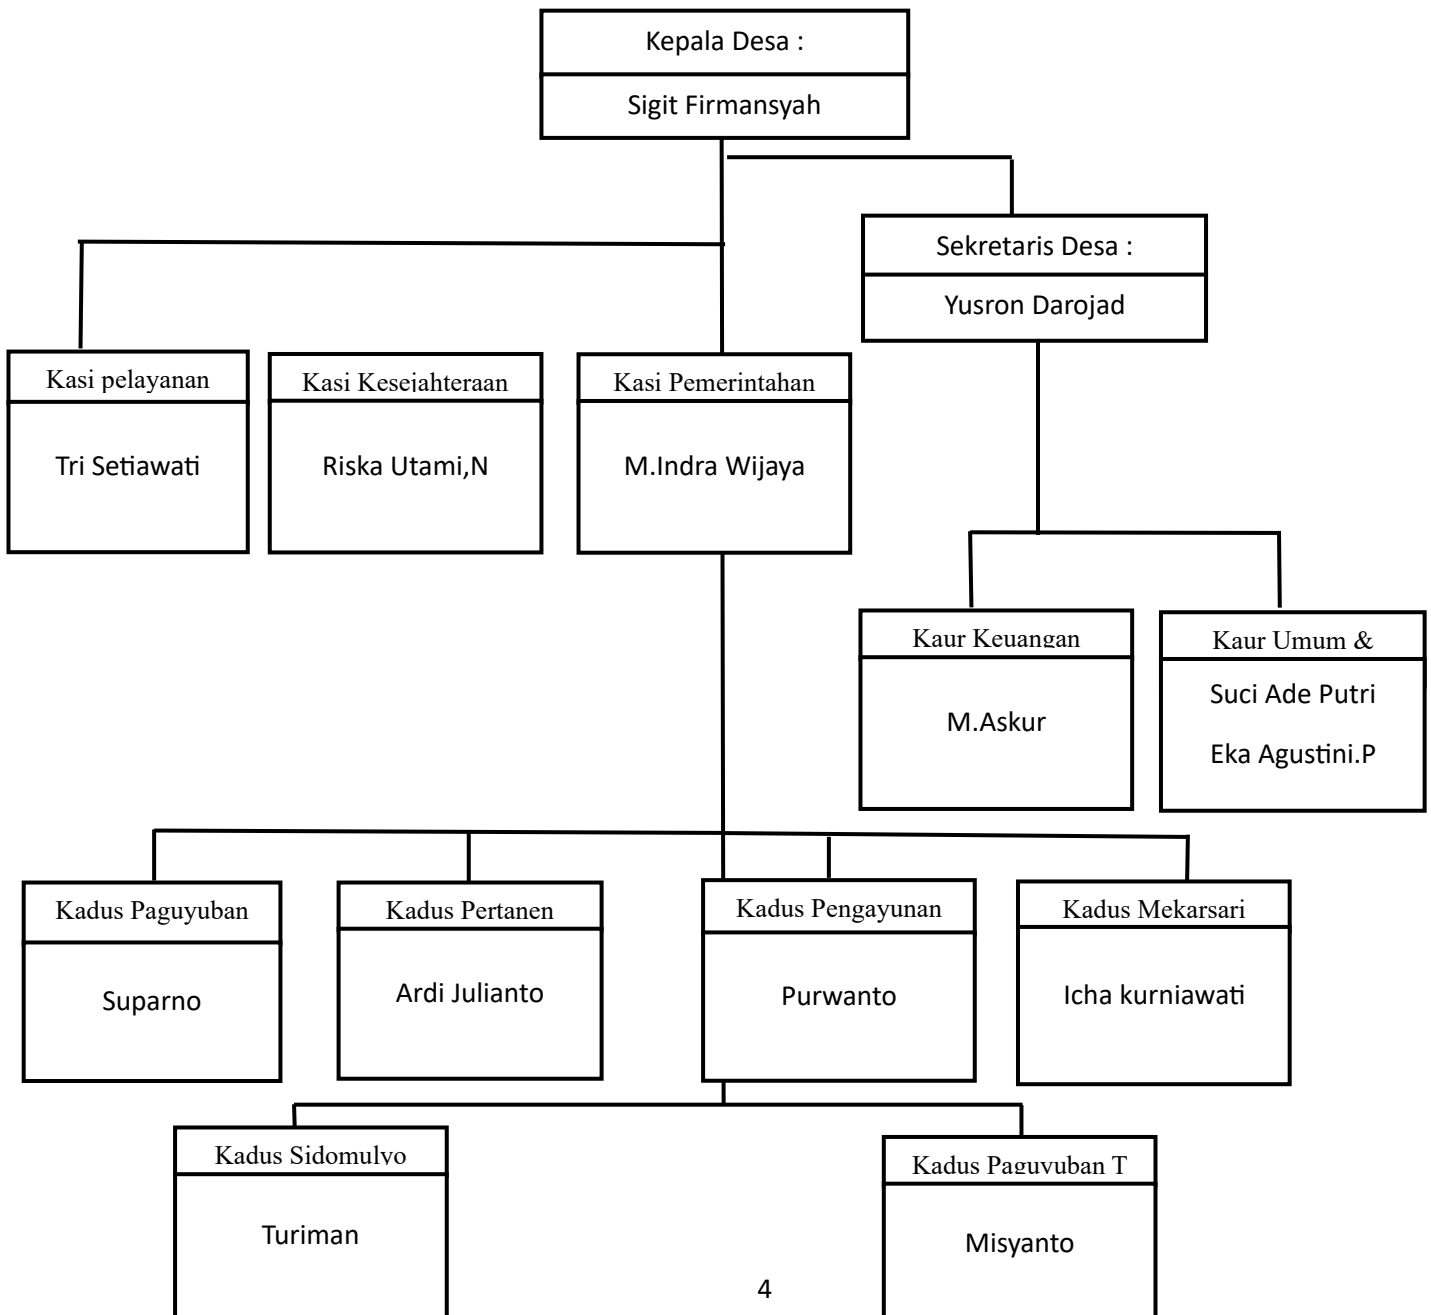 Kepala Desa :
Sigit Firmansyah
Sekretaris Desa :
Yusron Darojad
Kasi pelayanan
Tri Setiawati
Kasi Kesejahteraan
Riska Utami,N
Kasi Pemerintahan
M.Indra Wijaya
Kaur Keuangan
M.Askur
Kaur Umum &
Suci Ade Putri
Eka Agustini.P
Kadus Paguyuban
Suparno
Kadus Pertanen
Ardi Julianto
Kadus Pengayunan
Purwanto
Kadus Mekarsari
Icha kurniawati
Kadus Sidomulyo
Turiman
Kadus Paguyuban T
Misyanto
4